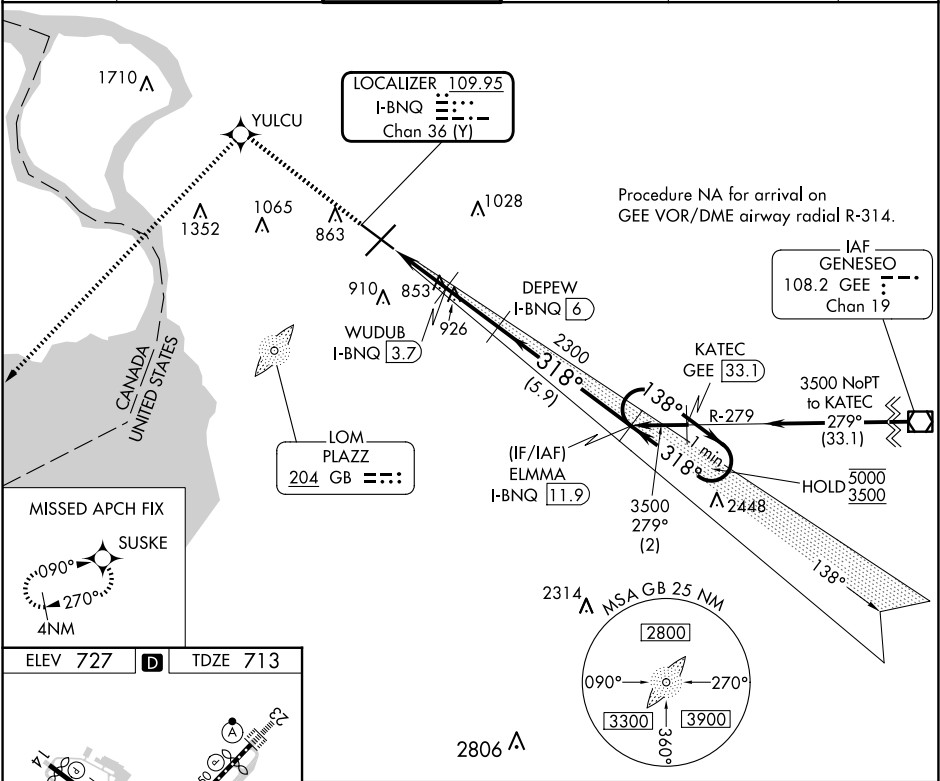 1710
YULCU
LOCALIZER 109.95
I-BNQ
Chan 36 (Y)
1352
1065
863
1028
Procedure NA for arrival on
GEE VOR/DME airway radial R-314.
IAF
GENESEO
108.2 GEE
Chan 19
910
853
926
WUDUB
I-BNQ 3.7
DEPEW
I-BNQ 6
2300
318°
(5.9)
KATEC
GEE 33.1
138°
R-279
3500 NoPT
to KATEC
279°
(33.1)
1 min
318°
(IF/IAF)
ELMMA
I-BNQ 11.9
3500
279°
(2)
2448
HOLD 5000
3500
138°
CANADA
UNITED STATES
LOM
PLAZZ
204 GB
MISSED APCH FIX
SUSKE
090°
270°
4NM
2314
MSA GB 25 NM
2800
090°
270°
3300
3900
360°
2806
ELEV 727
D
TDZE 713
A
23
14
P
P
50